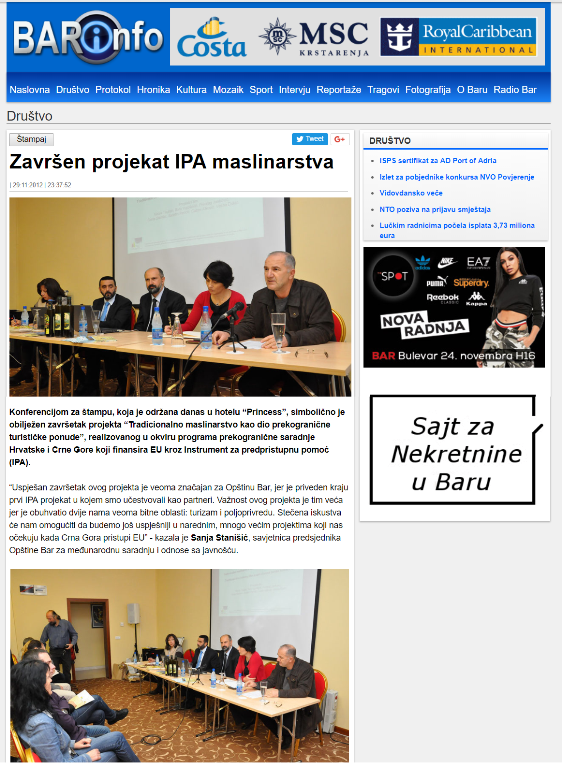 BARinfo
Costa
MSC
KRSTARENJA
RoyalCaribbean
INTERNATIONAL
Naslovna Društvo Protokol Hronika Kultura Mozaik Sport Intervju Reportaže Tragovi Fotografija O Baru Radio Bar
Društvo
Štampaj
Tweet
G+
Završen projekat IPA maslinarstva
| 29.11.2012 | 23:37:52
Konferencijom za štampu, koja je održana danas u hotelu “Princess”, simbolično je
obilježen završetak projekta “Tradicionalno maslinarstvo kao dio prekogranične
turističke ponude”, realizovanog u okviru programa prekogranične saradnje
Hrvatske i Crne Gore koji finansira EU kroz Instrument za predpristupnu pomoć
(IPA).
“Uspješan završetak ovog projekta je veoma značajan za Opštinu Bar, jer je priveden kraju
prvi IPA projekat u kojem smo učestvovali kao partneri. Važnost ovog projekta je tim veća
jer je obuhvatio dvije nama veoma bitne oblasti: turizam i poljoprivredu. Stečena iskustva
će nam omogućiti da budemo još uspješniji u narednim, mnogo većim projektima koji nas
očekuju kada Crna Gora pristupi EU” - kazala je Sanja Stanišić, savjetnica predsjednika
Opštine Bar za međunarodnu saradnju i odnose sa javnošću.
DRUŠTVO
ISPS sertifikat za AD Port of Adria
Izlet za pobjednike konkursa NVO Povjerenje
Vidovdansko veče
NTO poziva na prijavu smještaja
Lučkim radnicima počela isplata 3,73 miliona
eura
SPOT
adidas
NIKE
EA7
PUMA
Superdry.
Reebok
CLASSIC
Kappa
NOVA
RADNJA
BAR Bulevar 24. novembra H16
Sajt za
Nekretnine
u Baru